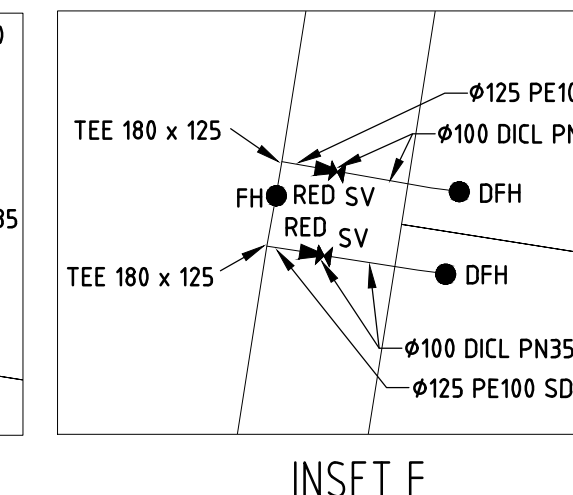 φ125 PE10
TEE 180 x 125
φ100 DICL PN
FH
RED
SV
DFH
RED
SV
TEE 180 x 125
DFH
φ100 DICL PN35
φ125 PE100 SD
35